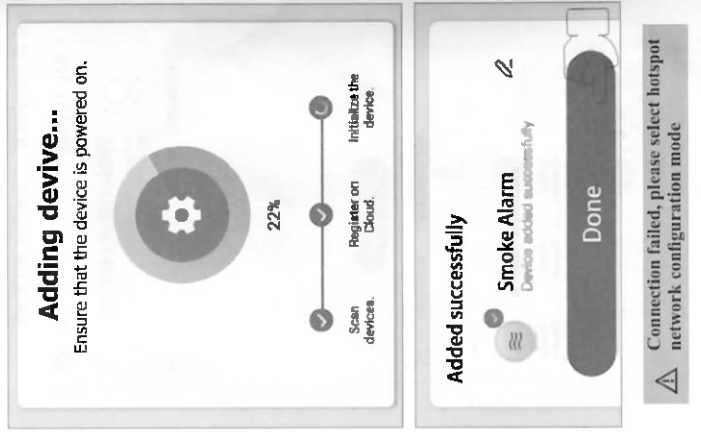 Adding devive...
Ensure that the device is powered on.
22%
Scan
devices.
Register on
Cloud.
Initialize the
device.
Added successfully
Smoke Alarm
Device added successfully
Done
Connection failed, please select hotspot
network configuration mode